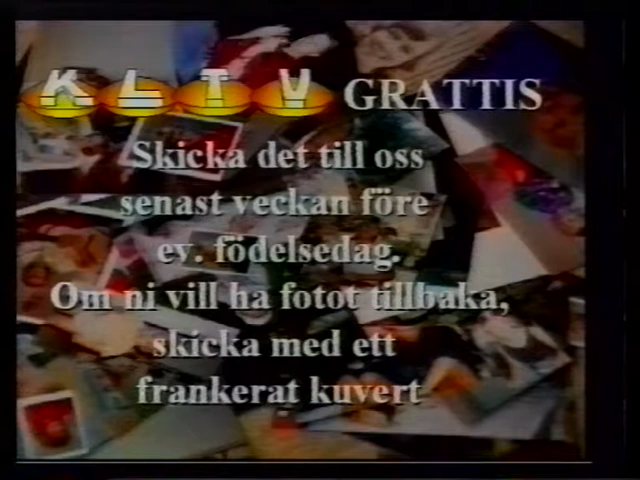 KLTV GRATTIS
Skicka det till oss
senast veckan före
ev. födelsedag.
Om ni vill ha fotot tillbaka,
skicka med ett
frankerat kuvert